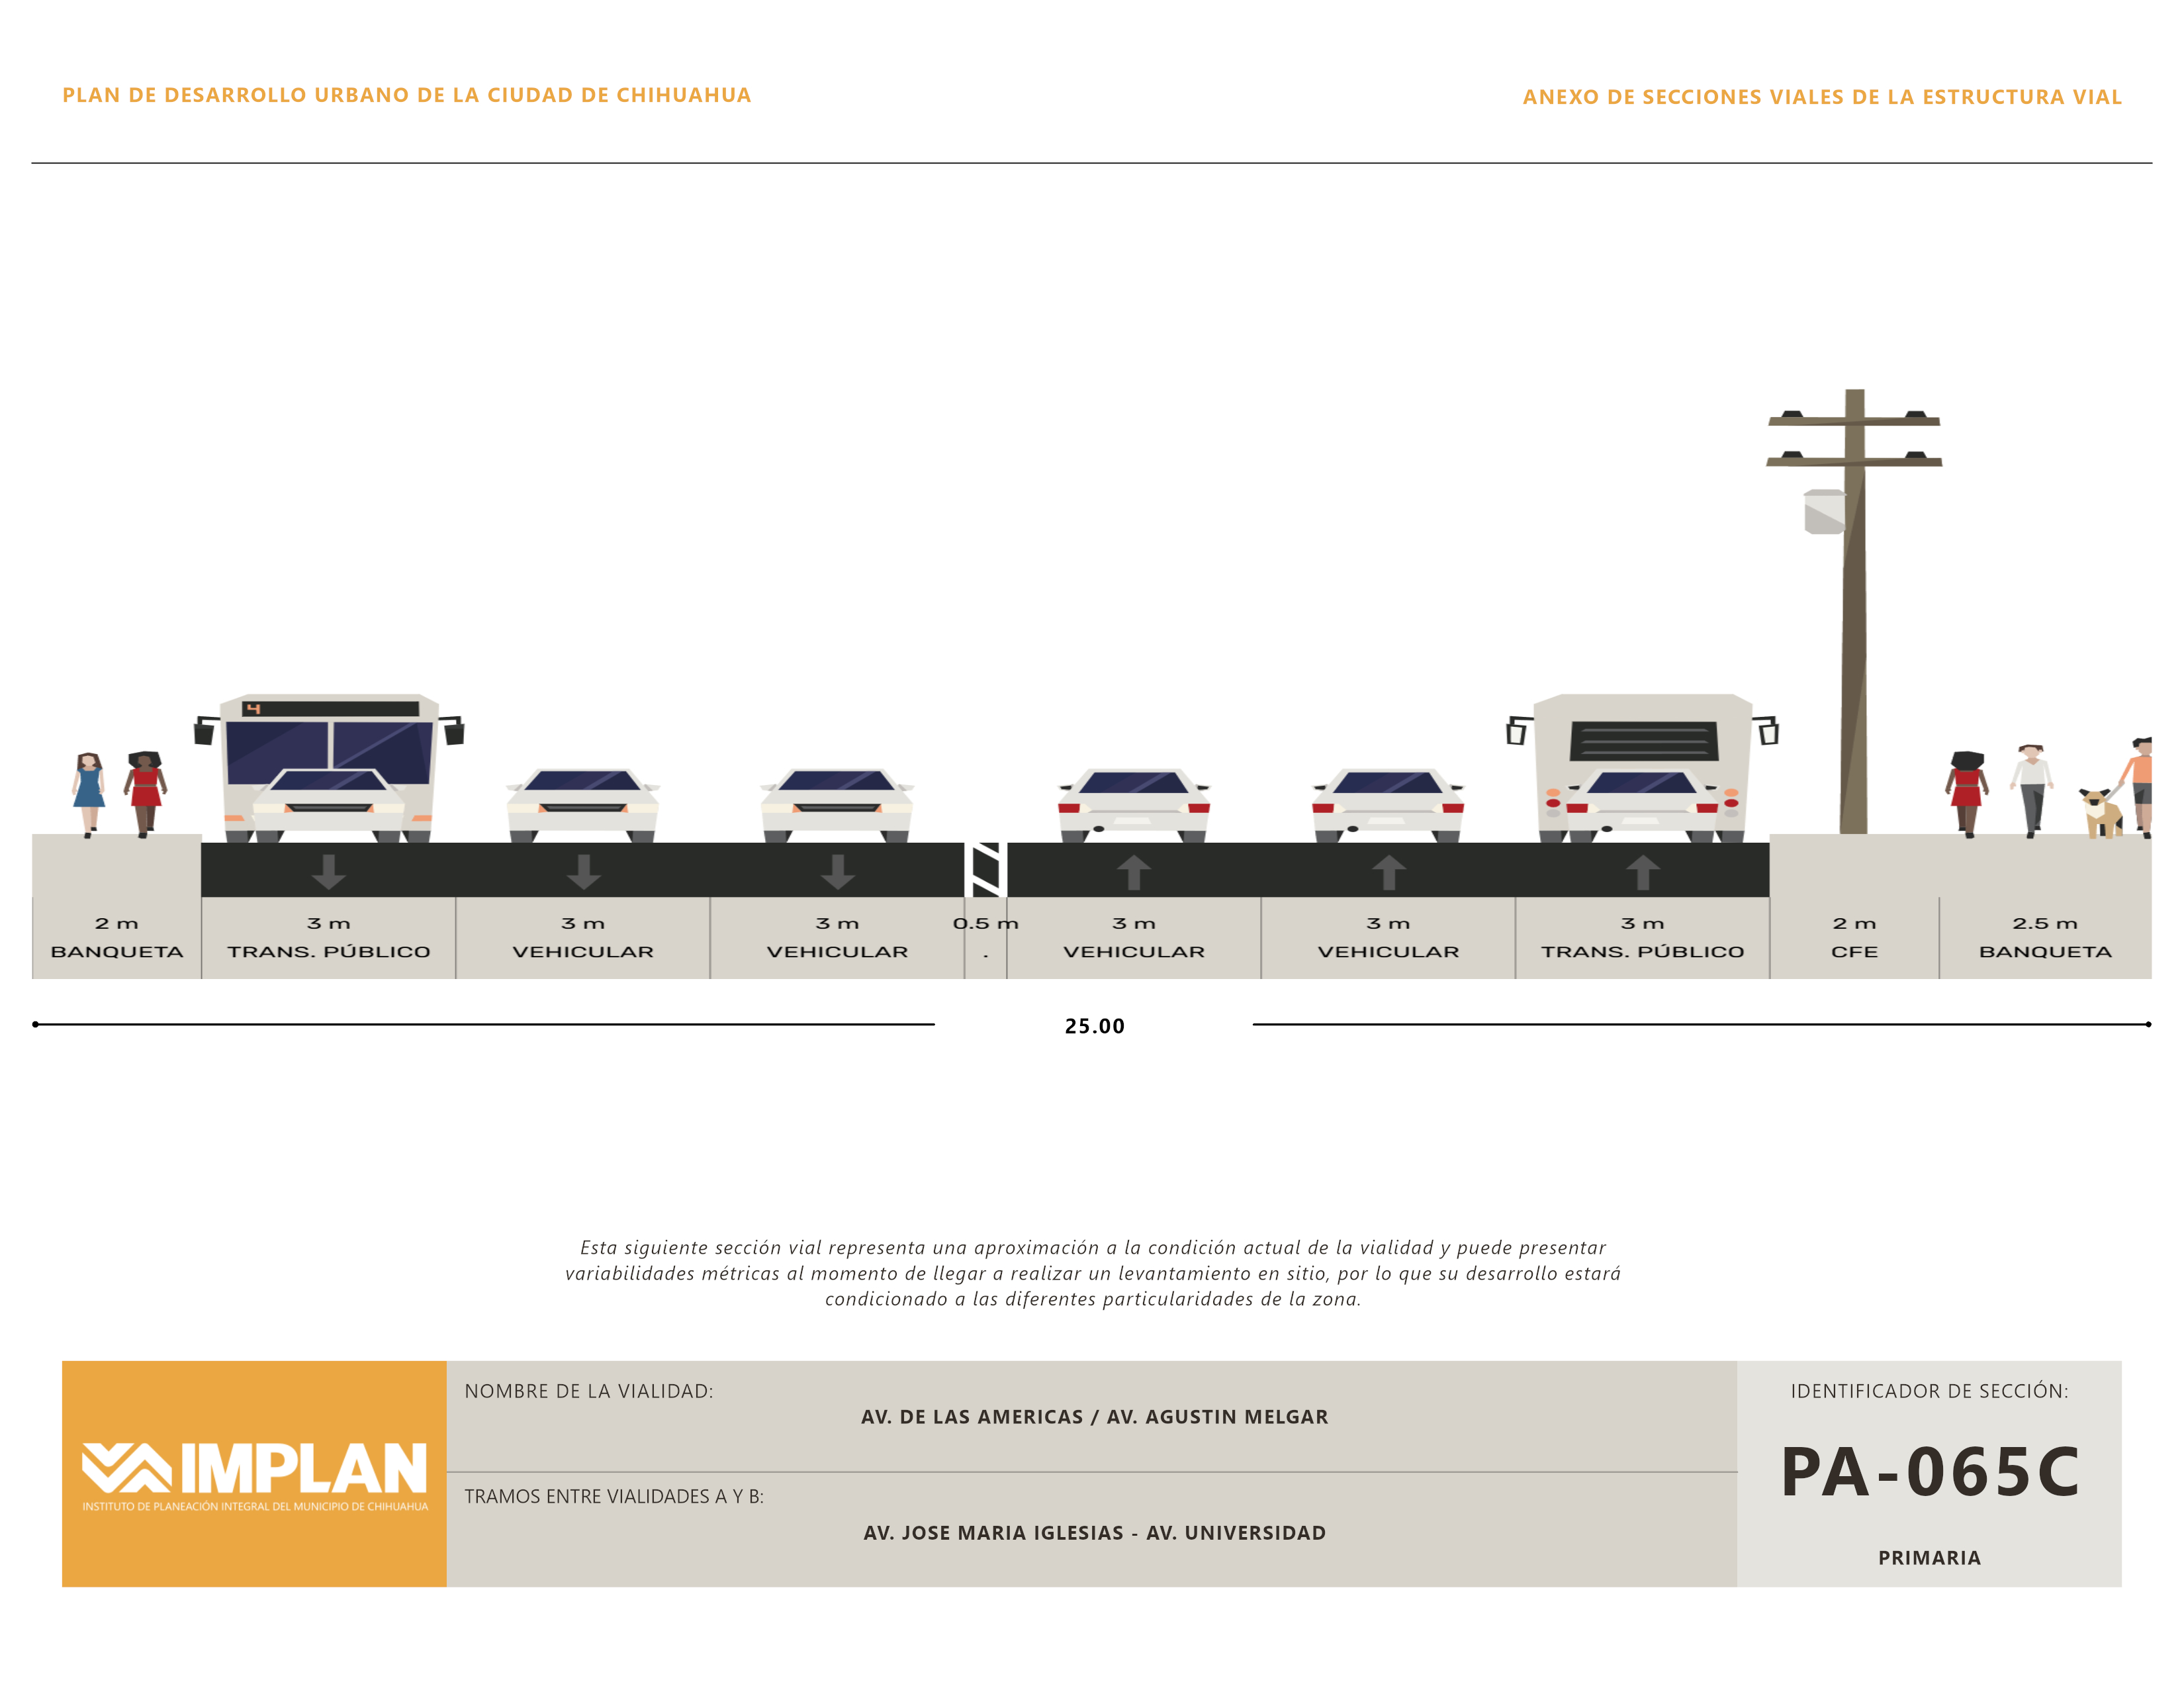 PLAN DE DESARROLLO URBANO DE LA CIUDAD DE CHIHUAHUA
ANEXO DE SECCIONES VIALES DE LA ESTRUCTURA VIAL
4
2 m
BANQUETA
3 m
TRANS. PÚBLICO
3 m
VEHICULAR
3 m
VEHICULAR
0.5 m
.
3 m
VEHICULAR
3 m
VEHICULAR
3 m
TRANS. PÚBLICO
2 m
CFE
2.5 m
BANQUETA
25.00
Esta siguiente sección vial representa una aproximación a la condición actual de la vialidad y puede presentar
variabilidades métricas al momento de llegar a realizar un levantamiento en sitio, por lo que su desarrollo estará
condicionado a las diferentes particularidades de la zona.
IMPLAN
INSTITUTO DE PLANEACIÓN INTEGRAL DEL MUNICIPIO DE CHIHUAHUA
NOMBRE DE LA VIALIDAD:
AV. DE LAS AMERICAS / AV. AGUSTIN MELGAR
TRAMOS ENTRE VIALIDADES A Y B:
AV. JOSE MARIA IGLESIAS - AV. UNIVERSIDAD
IDENTIFICADOR DE SECCIÓN:
PA-065C
PRIMARIA